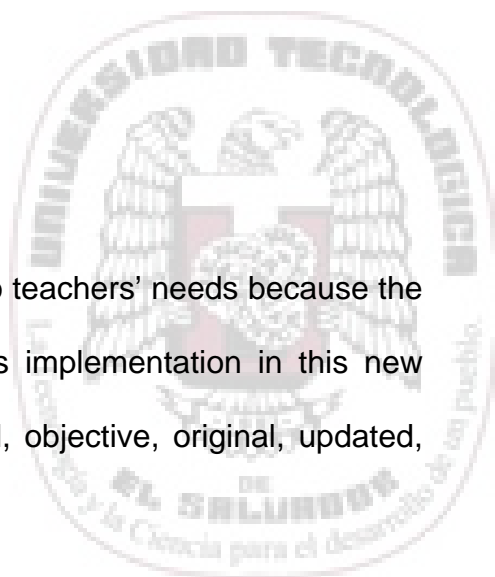 UNIVERSIDAD TECNOLOGICA
teachers’ needs because the
implementation in this new
objective, original, updated,
DE
EL SALVADOR
y la Ciencia para el desarrollo de un pueblo.